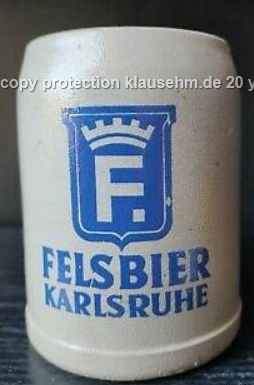 copy protection klausehm.de 20 y
F.
FELSBIER
KARLSRUHE